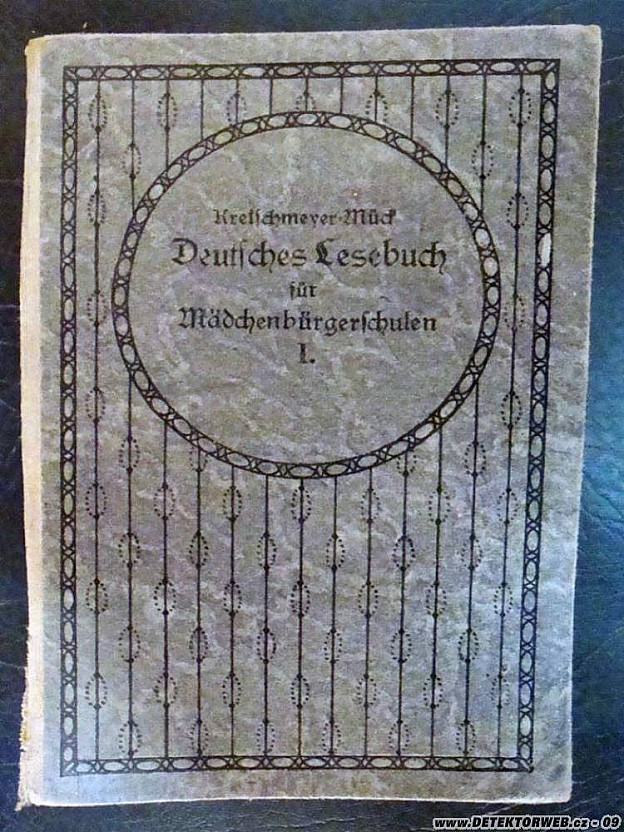 Kretschmeyer-Mück
Deutsches Lesebuch
für
Mädchenbürgerschulen
I.
www.DETEKTORWEB.cz - 09